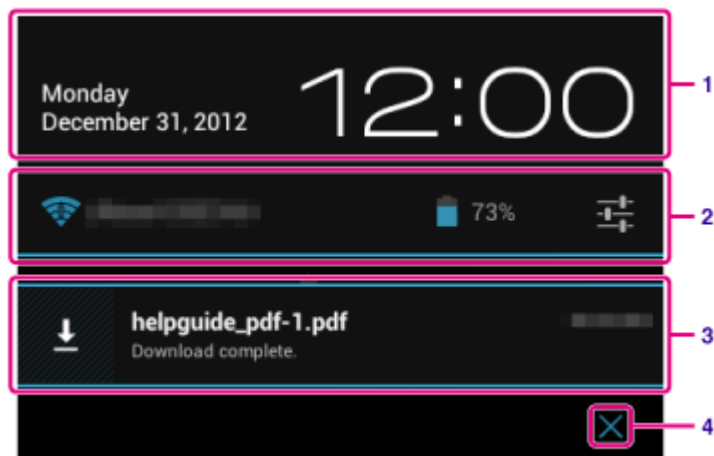 Monday
December 31, 2012
12:00
1
73%
2
helpguide_pdf-1.pdf
Download complete.
3
4